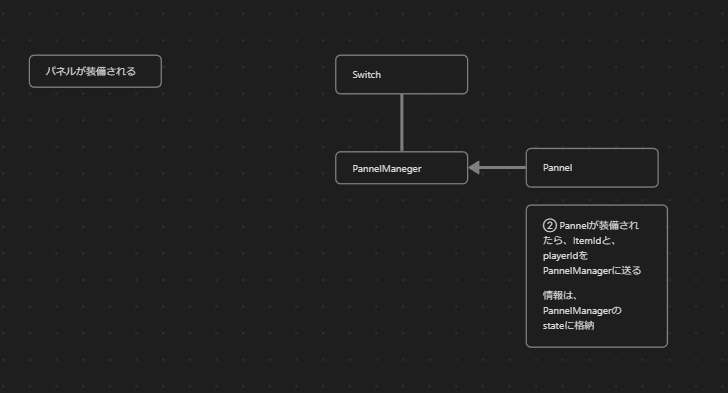 パネルが装備される
Switch
PannelManeger
Pannel
② Pannelが装備され
たら、ItemIdと、
playerIdを
PannelManagerに送る
情報は、
PannelManagerの
stateに格納